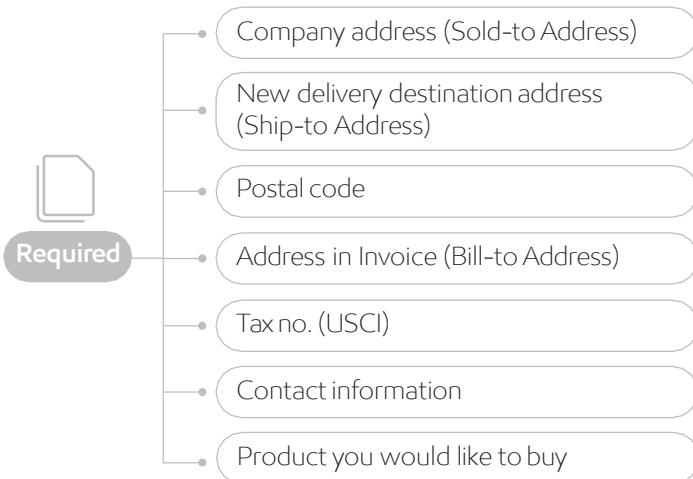 Company address (Sold-to Address)
New delivery destination address
(Ship-to Address)
Postal code
Required
Address in Invoice (Bill-to Address)
Tax no. (USCI)
Contact information
Product you would like to buy